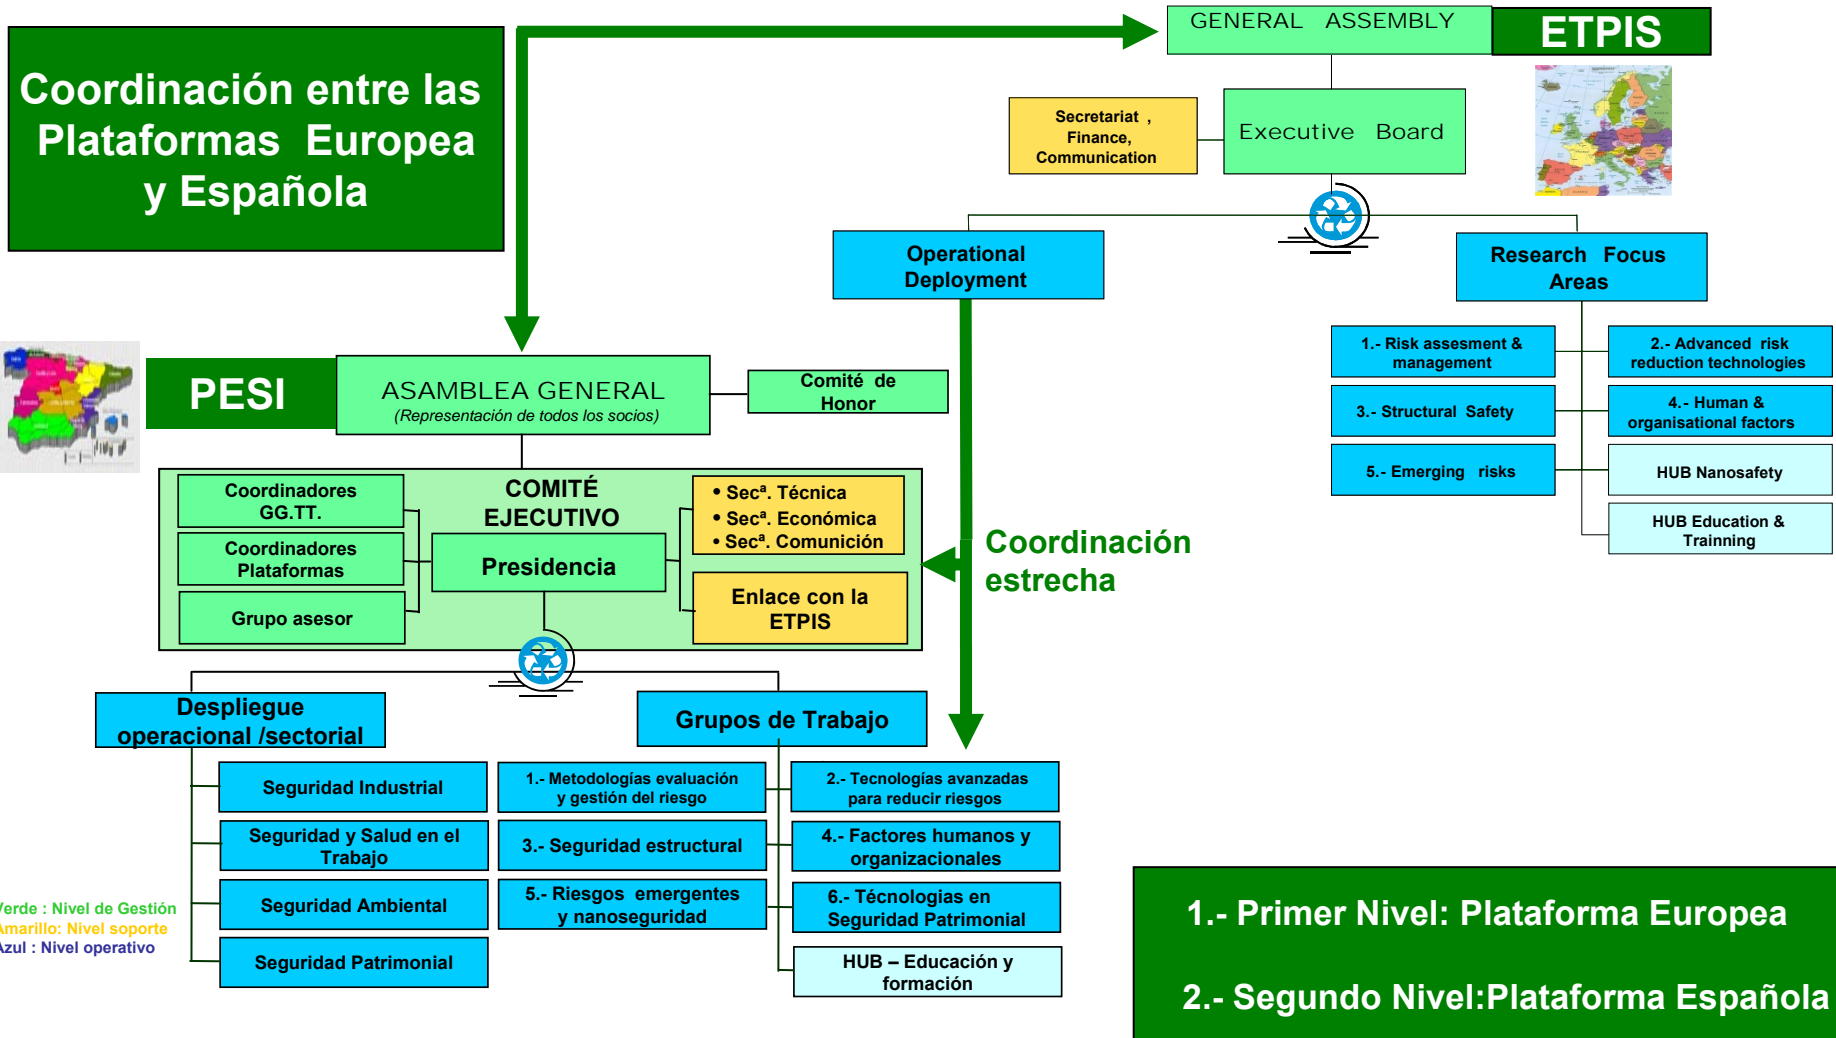 Coordinación entre las
Plataformas Europea
y Española
GENERAL ASSEMBLY
ETPIS
Secretariat ,
Finance,
Communication
Executive Board
Operational
Deployment
Research Focus
Areas
1.- Risk assesment &
management
2.- Advanced risk
reduction technologies
3.- Structural Safety
4.- Human &
organisational factors
5.- Emerging risks
HUB Nanosafety
HUB Education &
Trainning
PESI
ASAMBLEA GENERAL
(Representación de todos los socios)
Comité de
Honor
COMITÉ
EJECUTIVO
Coordinadores
GG.TT.
Coordinadores
Plataformas
Grupo asesor
Presidencia
• Secª. Técnica
• Secª. Económica
• Secª. Comunición
Enlace con la
ETPIS
Coordinación
estrecha
Despliegue
operacional /sectorial
Grupos de Trabajo
Seguridad Industrial
Seguridad y Salud en el
Trabajo
Seguridad Ambiental
Seguridad Patrimonial
1.- Metodologías evaluación
y gestión del riesgo
2.- Tecnologías avanzadas
para reducir riesgos
3.- Seguridad estructural
4.- Factores humanos y
organizacionales
5.- Riesgos emergentes
y nanoseguridad
6.- Técnologias en
Seguridad Patrimonial
HUB – Educación y
formación
Verde : Nivel de Gestión
Amarillo: Nivel soporte
Azul : Nivel operativo
1.- Primer Nivel: Plataforma Europea
2.- Segundo Nivel:Plataforma Española